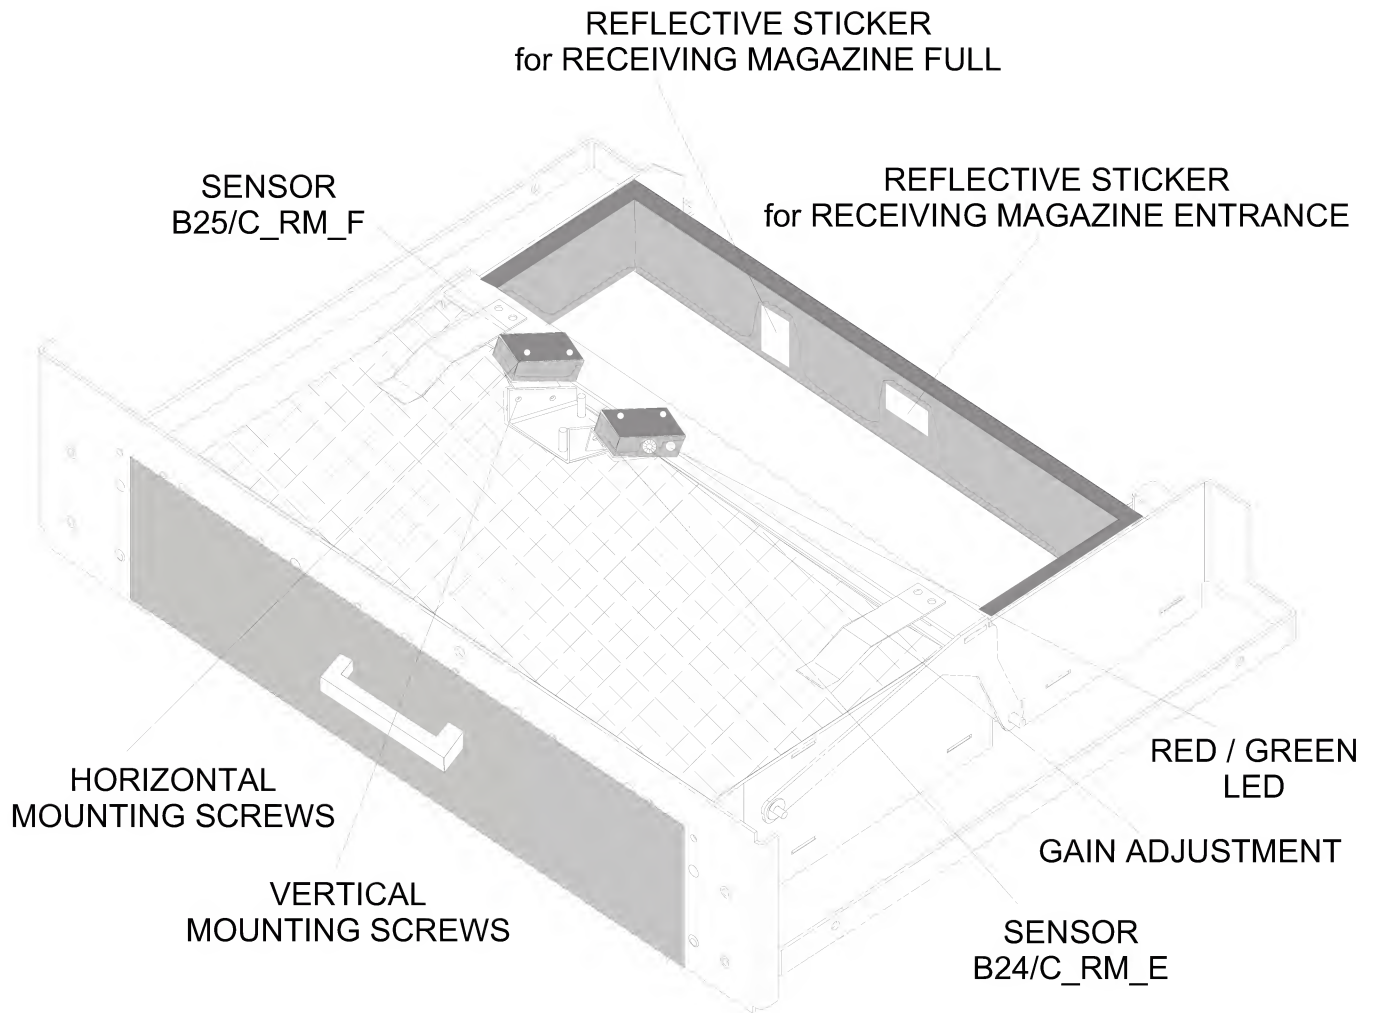 REFLECTIVE STICKER
for RECEIVING MAGAZINE FULL
REFLECTIVE STICKER
for RECEIVING MAGAZINE ENTRANCE
SENSOR
B25/C_RM_F
RED / GREEN
LED
HORIZONTAL
MOUNTING SCREWS
GAIN ADJUSTMENT
VERTICAL
MOUNTING SCREWS
SENSOR
B24/C_RM_E